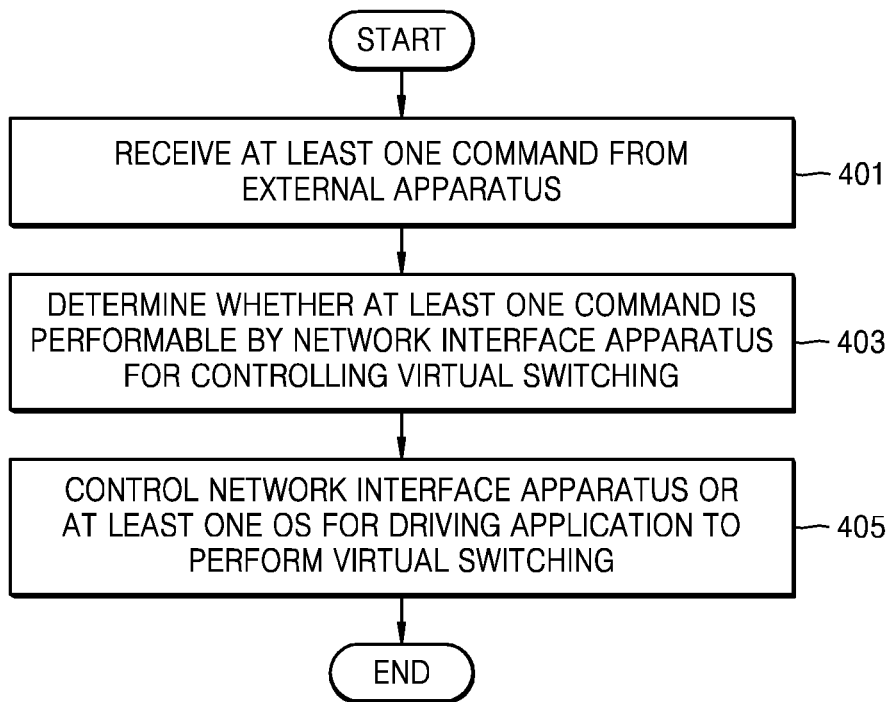 START
RECEIVE AT LEAST ONE COMMAND FROM
EXTERNAL APPARATUS
401
DETERMINE WHETHER AT LEAST ONE COMMAND IS
PERFORMABLE BY NETWORK INTERFACE APPARATUS
FOR CONTROLLING VIRTUAL SWITCHING
403
CONTROL NETWORK INTERFACE APPARATUS OR
AT LEAST ONE OS FOR DRIVING APPLICATION TO
PERFORM VIRTUAL SWITCHING
405
END